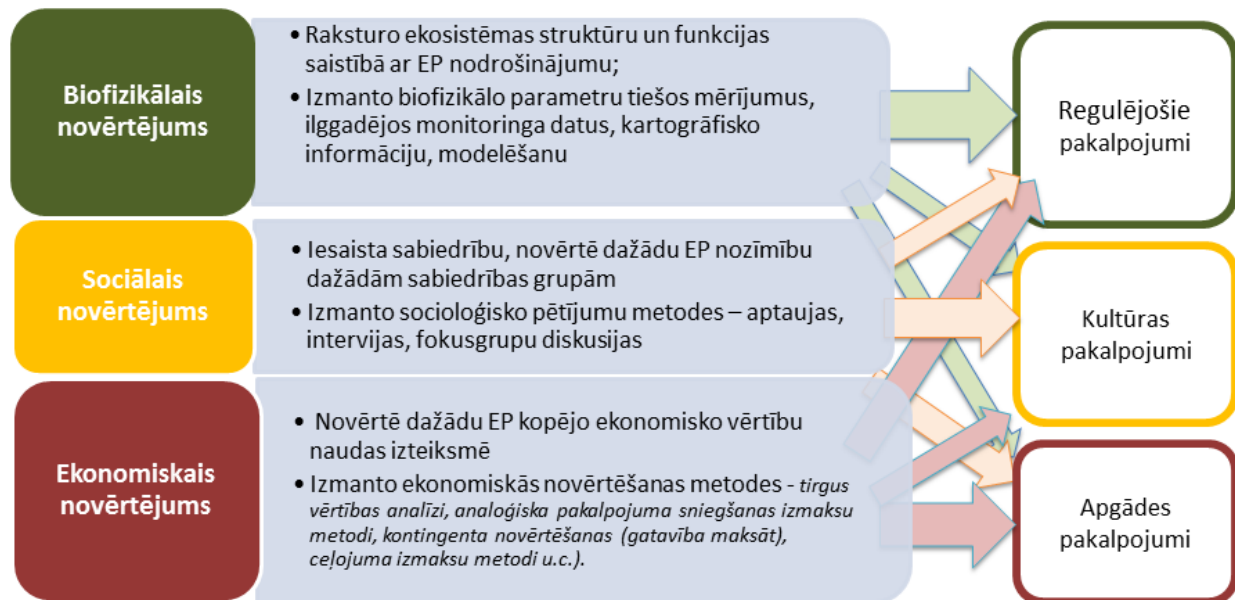 Biofizikālais
novērtējums
• Raksturo ekosistēmas struktūru un funkcijas
saistībā ar EP nodrošinājumu;
• Izmanto biofizikālo parametru tiešos mērījumus,
ilggadējos monitoringa datus, kartogrāfisko
informāciju, modelēšanu
Regulējošie
pakalpojumi
Sociālais
novērtējums
• Iesaista sabiedrību, novērtē dažādu EP nozīmību
dažādām sabiedrības grupām
• Izmanto socioloģisko pētījumu metodes – aptaujas,
intervijas, fokusgrupu diskusijas
Kultūras
pakalpojumi
Ekonomiskais
novērtējums
• Novērtē dažādu EP kopējo ekonomisko vērtību
naudas izteiksmē
• Izmanto ekonomiskās novērtēšanas metodes - tirgus
vērtības analīzi, analoģiska pakalpojuma sniegšanas izmaksu
metodi, kontingenta novērtēšanas (gatavība maksāt),
ceļojuma izmaksu metodi u.c.).
Apgādes
pakalpojumi